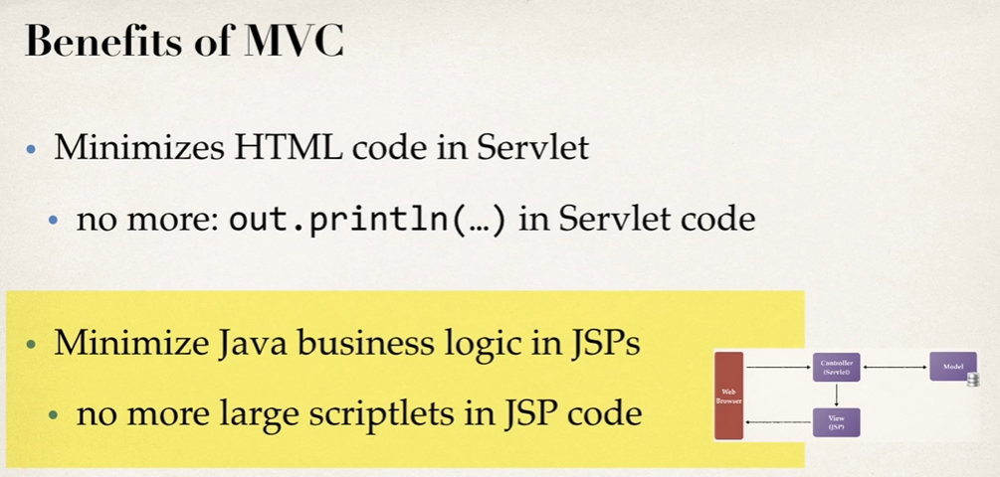 Benefits of MVC
• Minimizes HTML code in Servlet
• no more: out.println(…) in Servlet code
• Minimize Java business logic in JSPs
• no more large scriptlets in JSP code
Web
Browser
Controller
(Servlet)
Model
View
(JSP)